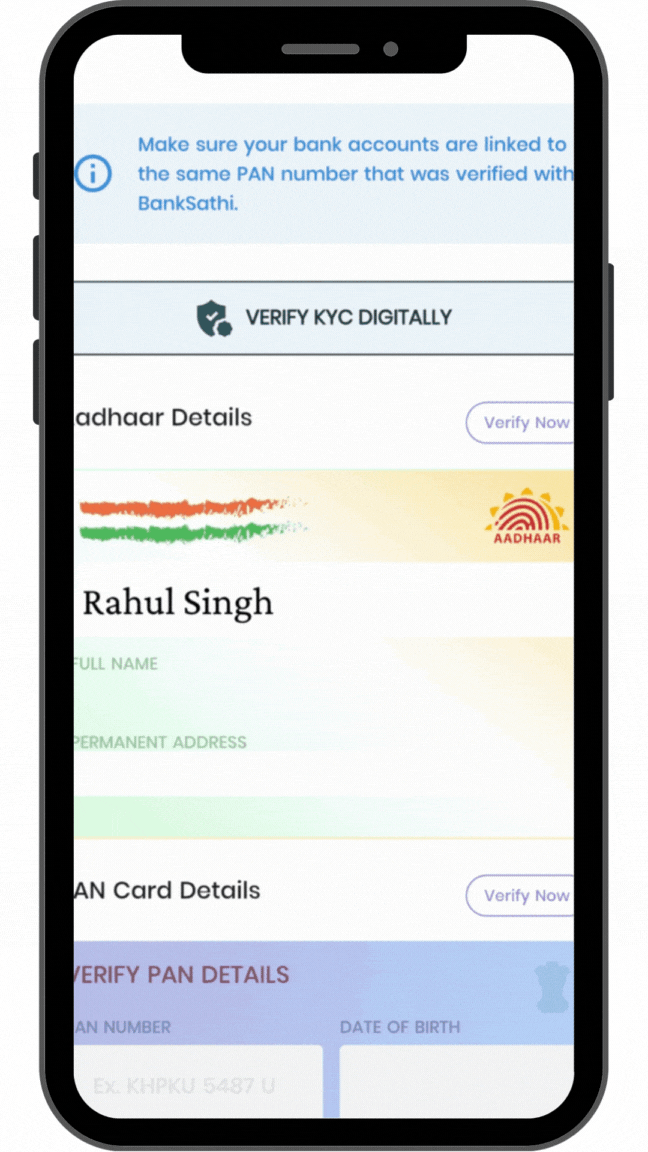 Make sure your bank accounts are linked to
the same PAN number that was verified with
BankSathi.
VERIFY KYC DIGITALLY
adhaar Details
Verify Now
AADHAAR
Rahul Singh
FULL NAME
PERMANENT ADDRESS
AN Card Details
Verify Now
VERIFY PAN DETAILS
AN NUMBER
DATE OF BIRTH
Ex. KHPKU 5487 U